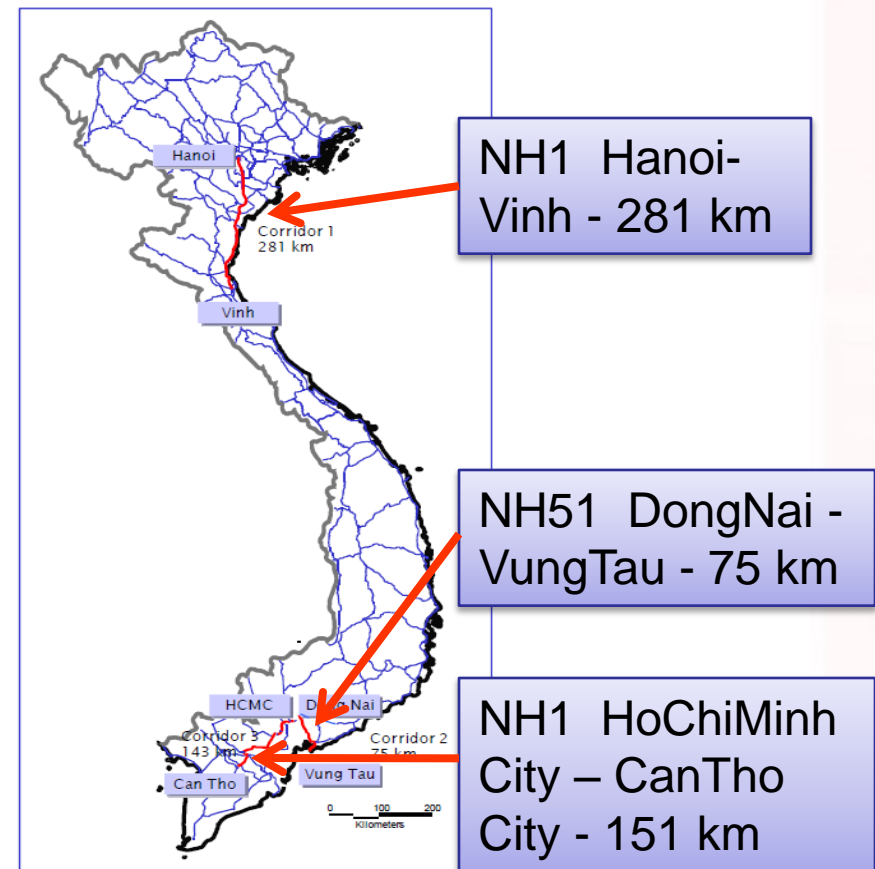 Hanoi
NH1 Hanoi-
Vinh - 281 km
Corridor 1
281 km
Vinh
NH51 DongNai -
VungTau - 75 km
HCMC
Dong Nai
Corridor 3
143 km
Corridor 2
75 km
Can Tho
Vung Tau
0 100 200
Kilometers
NH1 HoChiMinh
City – CanTho
City - 151 km